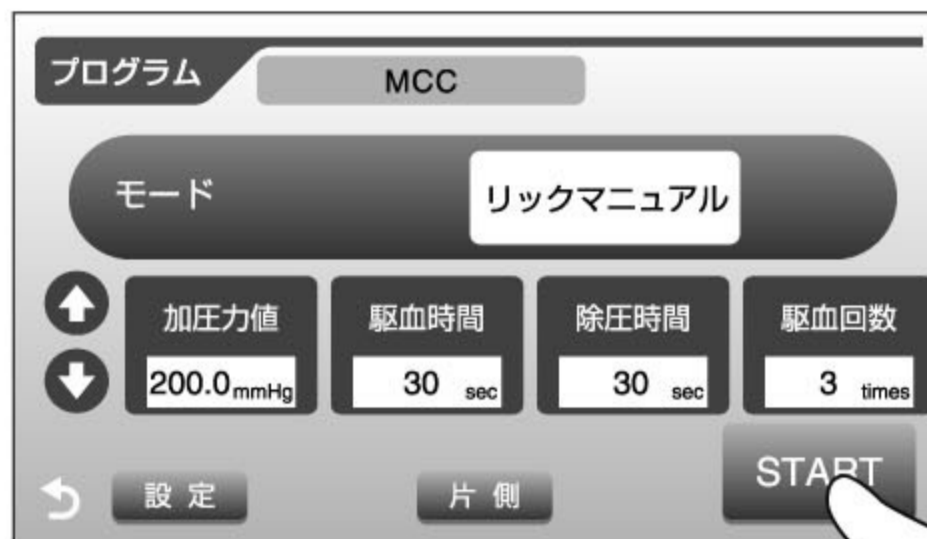 プログラム MCC
モード リックマニュアル
加圧力値 駆血時間 除圧時間 駆血回数
200.0 mmHg 30 sec 30 sec 3 times
設定 片側 START